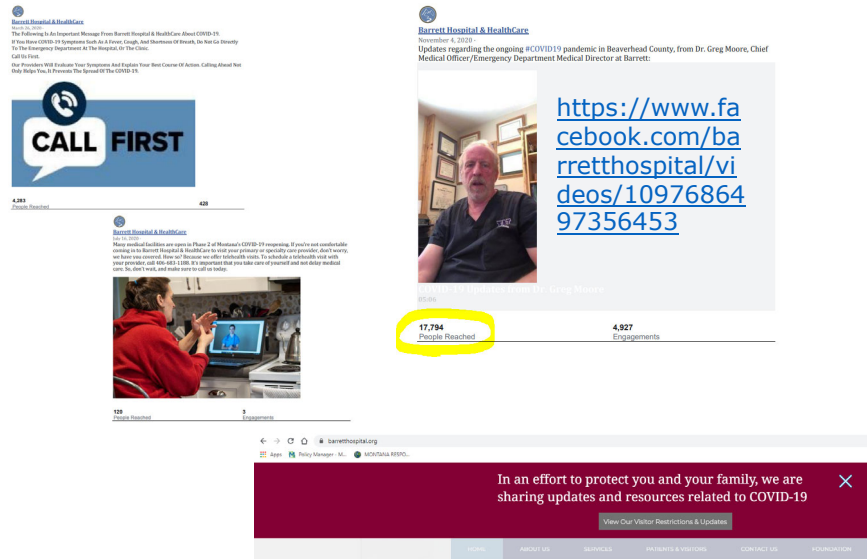 Barrett Hospital & HealthCare
March 26, 2020 ·
The Following Is An Important Message From Barrett Hospital & HealthCare About COVID-19.
If You Have COVID-19 Symptoms Such As A Fever, Cough, And Shortness Of Breath, Do Not Go Directly
To The Emergency Department At The Hospital, Or The Clinic.
Call Us First.
Our Providers Will Evaluate Your Symptoms And Explain Your Best Course Of Action. Calling Ahead Not
Only Helps You, It Prevents The Spread Of The COVID-19.
CALL FIRST
4,283 428
People Reached
Barrett Hospital & HealthCare
July 16, 2020 ·
Many medical facilities are open in Phase 2 of Montana's COVID-19 reopening. If you're not comfortable
coming in to Barrett Hospital & HealthCare to visit your primary or specialty care provider, don't worry,
we have you covered. How so? Because we offer telehealth visits. To schedule a telehealth visit with
your provider, call 406-683-1188. It's important that you take care of yourself and not delay medical
care. So, don't wait, and make sure to call us today.
120 3
People Reached Engagements
Barrett Hospital & HealthCare
November 4, 2020 ·
Updates regarding the ongoing #COVID19 pandemic in Beaverhead County, from Dr. Greg Moore, Chief
Medical Officer/Emergency Department Medical Director at Barrett:
https://www.fa
cebook.com/ba
rretthospital/vi
deos/10976864
97356453
COVID-19 Updates from Dr. Greg Moore
05:06
17,794 4,927
People Reached Engagements
barretthospital.org
Apps Policy Manager - M... MONTANA RESPO...
In an effort to protect you and your family, we are
sharing updates and resources related to COVID-19
View Our Visitor Restrictions & Updates
HOME ABOUT US SERVICES PATIENTS & VISITORS CONTACT US FOUNDATION